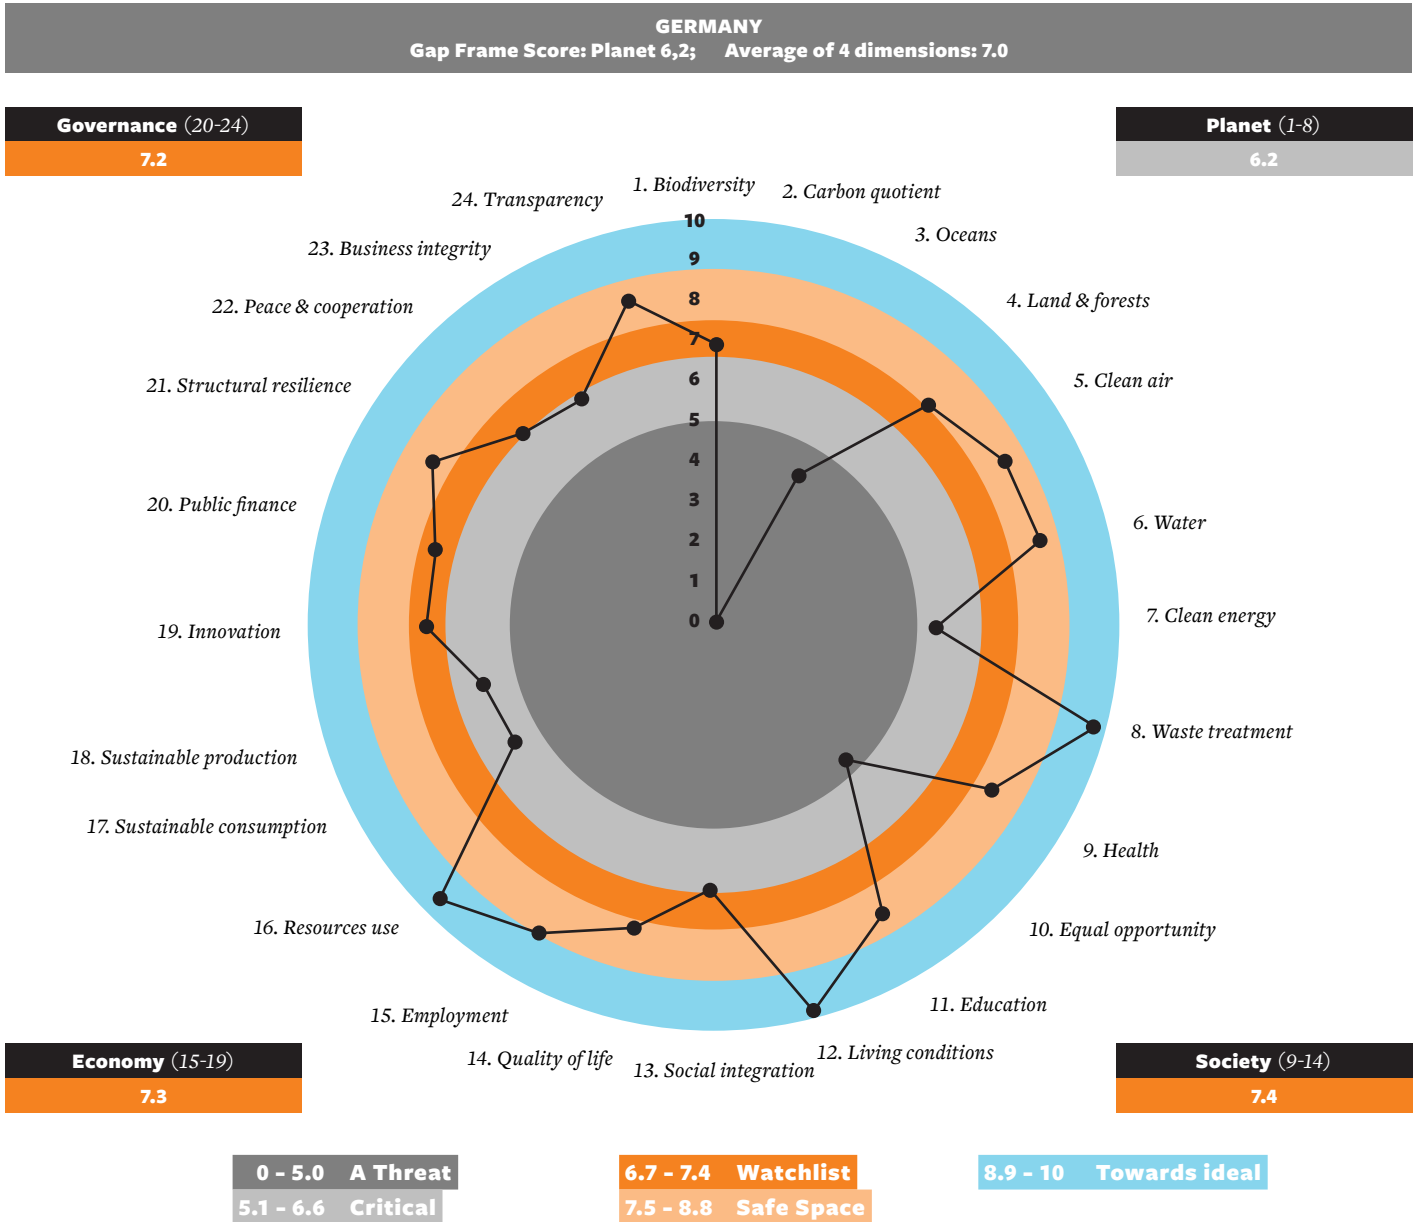 GERMANY
Gap Frame Score: Planet 6,2; Average of 4 dimensions: 7.0
Governance (20-24)
7.2
Planet (1-8)
6.2
1. Biodiversity
2. Carbon quotient
3. Oceans
4. Land & forests
5. Clean air
6. Water
7. Clean energy
8. Waste treatment
9. Health
10. Equal opportunity
11. Education
12. Living conditions
13. Social integration
14. Quality of life
15. Employment
16. Resources use
17. Sustainable consumption
18. Sustainable production
19. Innovation
20. Public finance
21. Structural resilience
22. Peace & cooperation
23. Business integrity
24. Transparency
10
9
8
7
6
5
4
3
2
1
0
Economy (15-19)
7.3
Society (9-14)
7.4
0 – 5.0 A Threat
5.1 – 6.6 Critical
6.7 – 7.4 Watchlist
7.5 – 8.8 Safe Space
8.9 – 10 Towards ideal